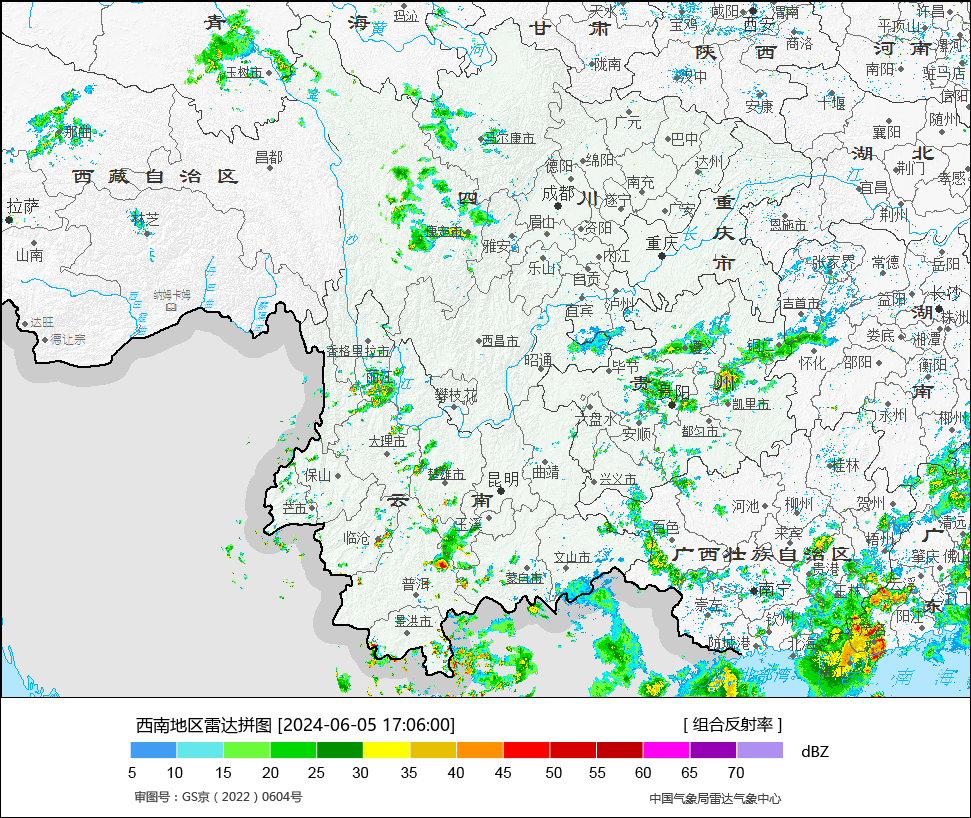 青 海 玛沁 黄 河 甘 肃 天水 宝鸡 咸阳 西安 渭南 许昌
陕 西 商洛 平顶山 漯河 河 南
玉树市 陇南 汉中 南阳 驻马店
安康 十堰 信阳
那曲 马尔康市 广元 巴中 襄阳 随州
昌都 德阳 绵阳 达州 湖 北
西 藏 自 治 区 荆门 孝感
拉萨 四 川 成都 南充 遂宁 广安 重 庆 市 江 宜昌
林芝 康定市 雅安 眉山 资阳 长 荆州 恩施市
山南 乐山 内江 重庆 张家界 常德 岳阳
自贡 纳姆卡姆 泸州 宜宾 吉首市 益阳 长沙
达旺 德让宗 湖 株洲
香格里拉市 西昌市 昭通 遵 铜仁 娄底 湘潭
丽江 江 毕节 怀化 邵阳 衡阳
攀枝花 贵 州 贵阳 南
六盘水 凯里市 永州 郴州
大理市 安顺 都匀市
保山 楚雄市 昆明 曲靖 兴义市 桂林
芒市 云 南 河池 柳州 贺州
临沧 玉溪 百色 来宾 梧州 清远 广
文山市 广西壮族自治区 肇庆 佛山
普洱 蒙自市 贵港
南宁 玉林 东
景洪市 崇左 钦州 阳江
防城港 北海 南 海
西南地区雷达拼图 [2024-06-05 17:06:00] [ 组合反射率 ]
dBZ
5 10 15 20 25 30 35 40 45 50 55 60 65 70
审图号：GS京（2022）0604号 中国气象局雷达气象中心